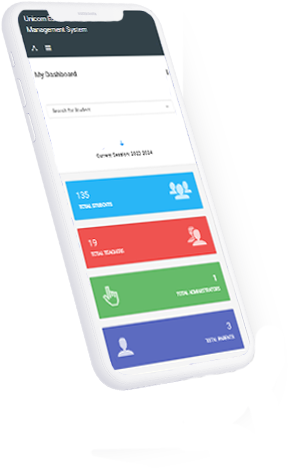 Unicom
Management System
My Dashboard
Search for Student
Current Session: 2023-2024
135
TOTAL STUDENTS
19
TOTAL TEACHERS
1
TOTAL ADMINISTRATORS
3
TOTAL PARENTS